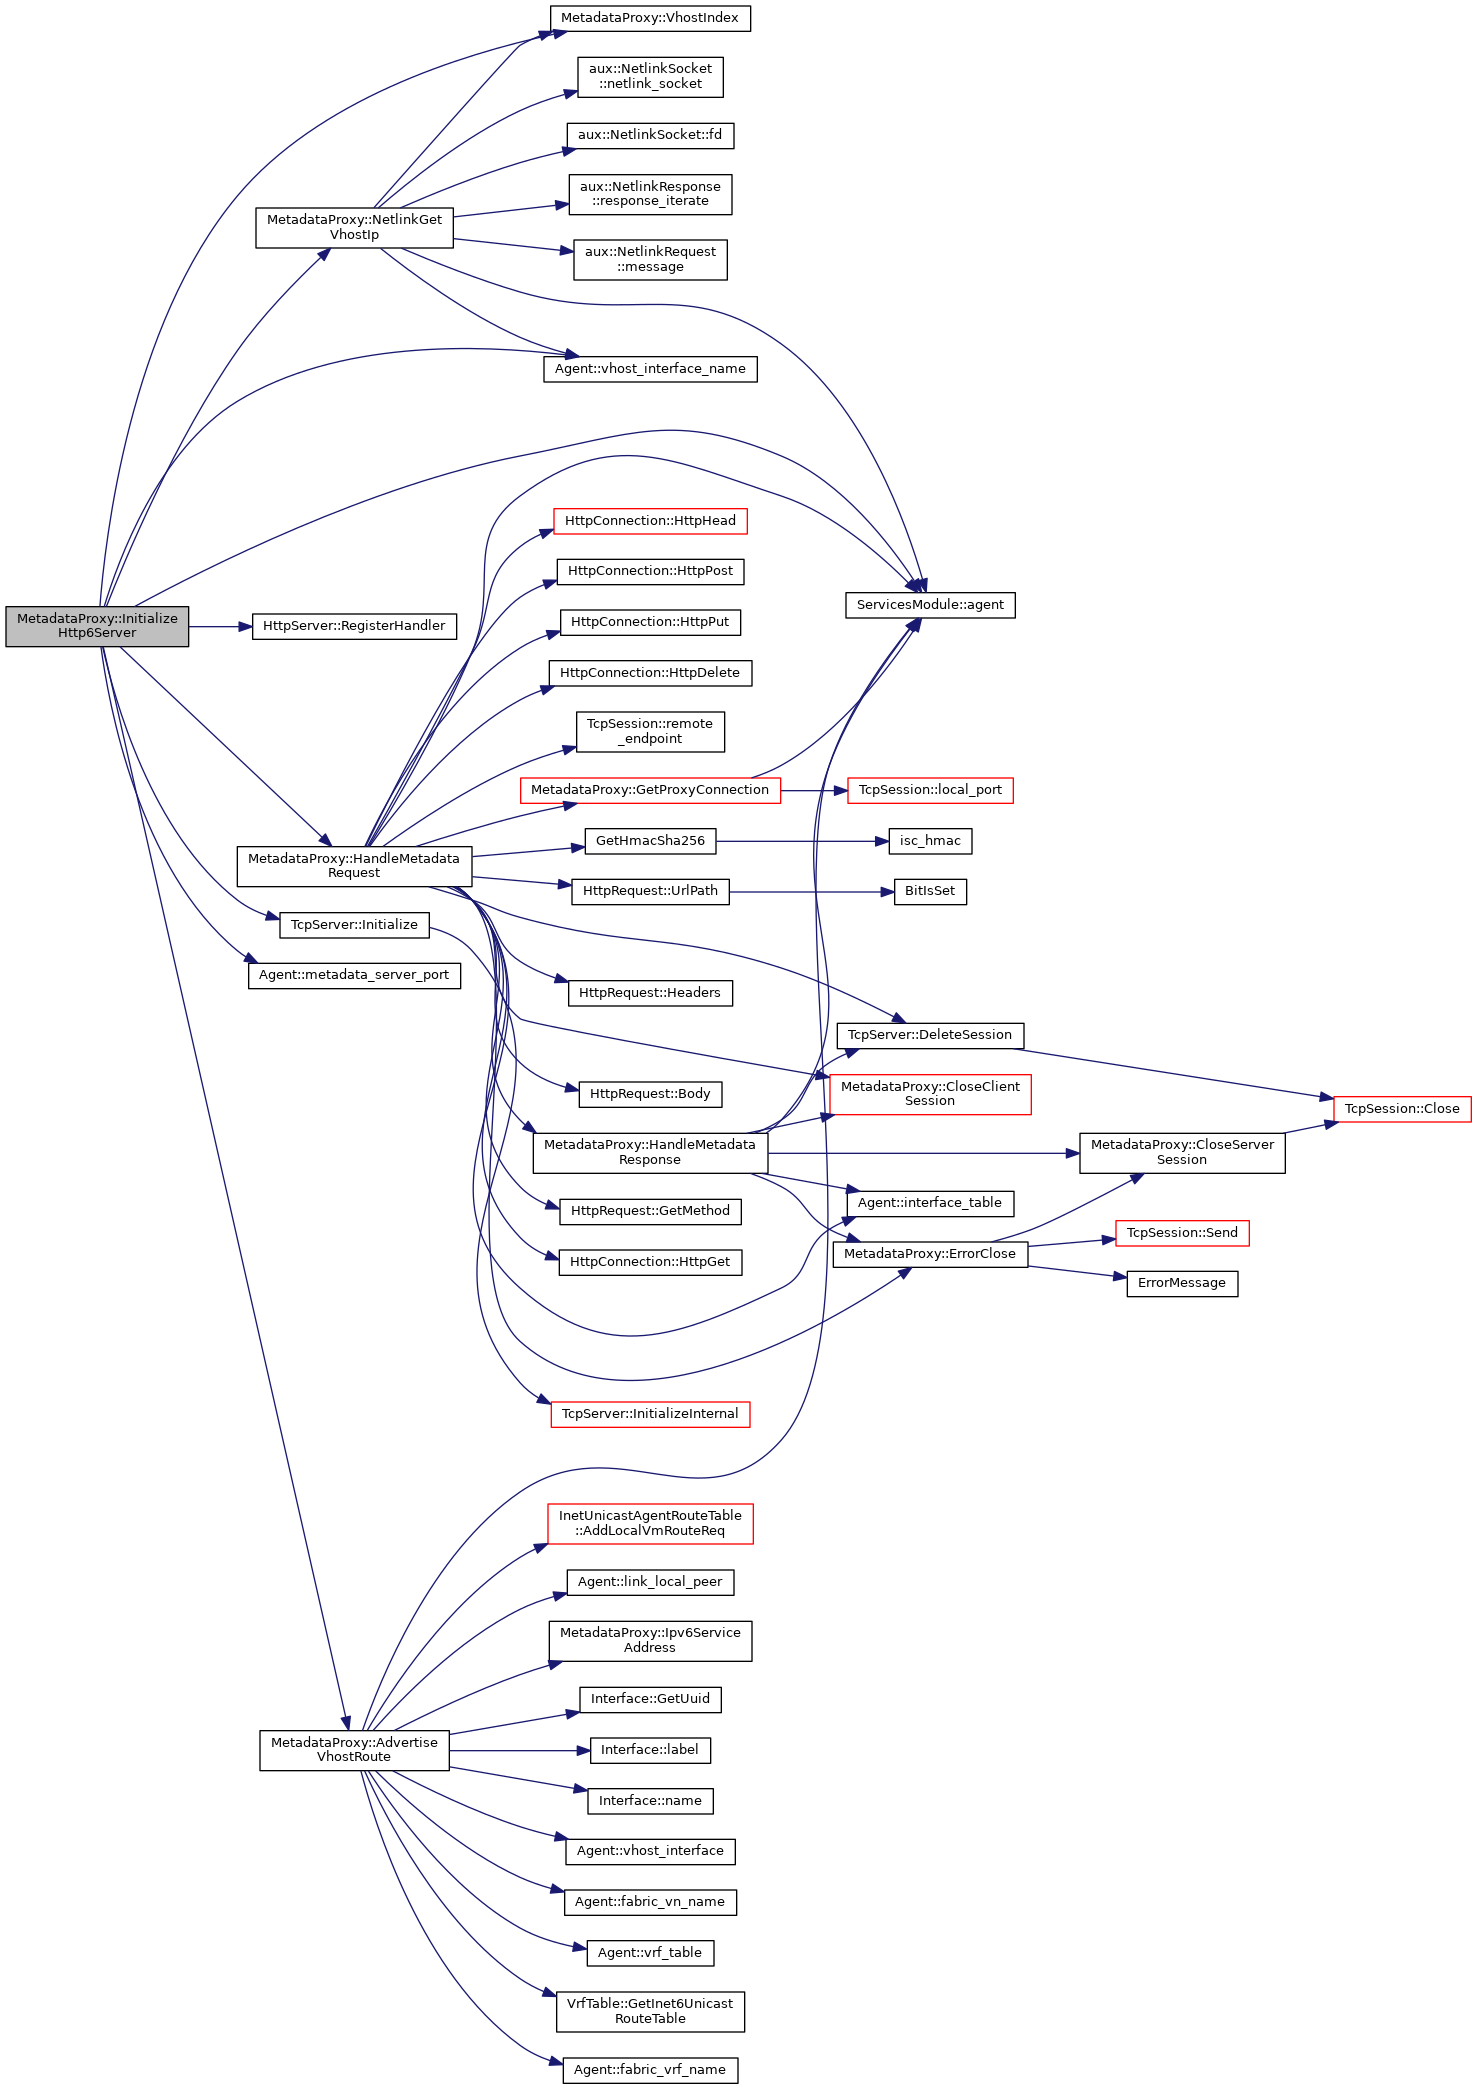 MetadataProxy::VhostIndex
aux::NetlinkSocket
::netlink_socket
aux::NetlinkSocket::fd
aux::NetlinkResponse
::response_iterate
MetadataProxy::NetlinkGet
VhostIp
aux::NetlinkRequest
::message
Agent::vhost_interface_name
HttpConnection::HttpHead
HttpConnection::HttpPost
ServicesModule::agent
MetadataProxy::Initialize
Http6Server
HttpServer::RegisterHandler
HttpConnection::HttpPut
HttpConnection::HttpDelete
TcpSession::remote
_endpoint
MetadataProxy::GetProxyConnection
TcpSession::local_port
GetHmacSha256
isc_hmac
MetadataProxy::HandleMetadata
Request
HttpRequest::UrlPath
BitIsSet
TcpServer::Initialize
Agent::metadata_server_port
HttpRequest::Headers
TcpServer::DeleteSession
HttpRequest::Body
MetadataProxy::CloseClient
Session
TcpSession::Close
MetadataProxy::HandleMetadata
Response
MetadataProxy::CloseServer
Session
HttpRequest::GetMethod
Agent::interface_table
TcpSession::Send
HttpConnection::HttpGet
MetadataProxy::ErrorClose
ErrorMessage
TcpServer::InitializeInternal
InetUnicastAgentRouteTable
::AddLocalVmRouteReq
Agent::link_local_peer
MetadataProxy::Ipv6Service
Address
Interface::GetUuid
MetadataProxy::Advertise
VhostRoute
Interface::label
Interface::name
Agent::vhost_interface
Agent::fabric_vn_name
Agent::vrf_table
VrfTable::GetInet6Unicast
RouteTable
Agent::fabric_vrf_name